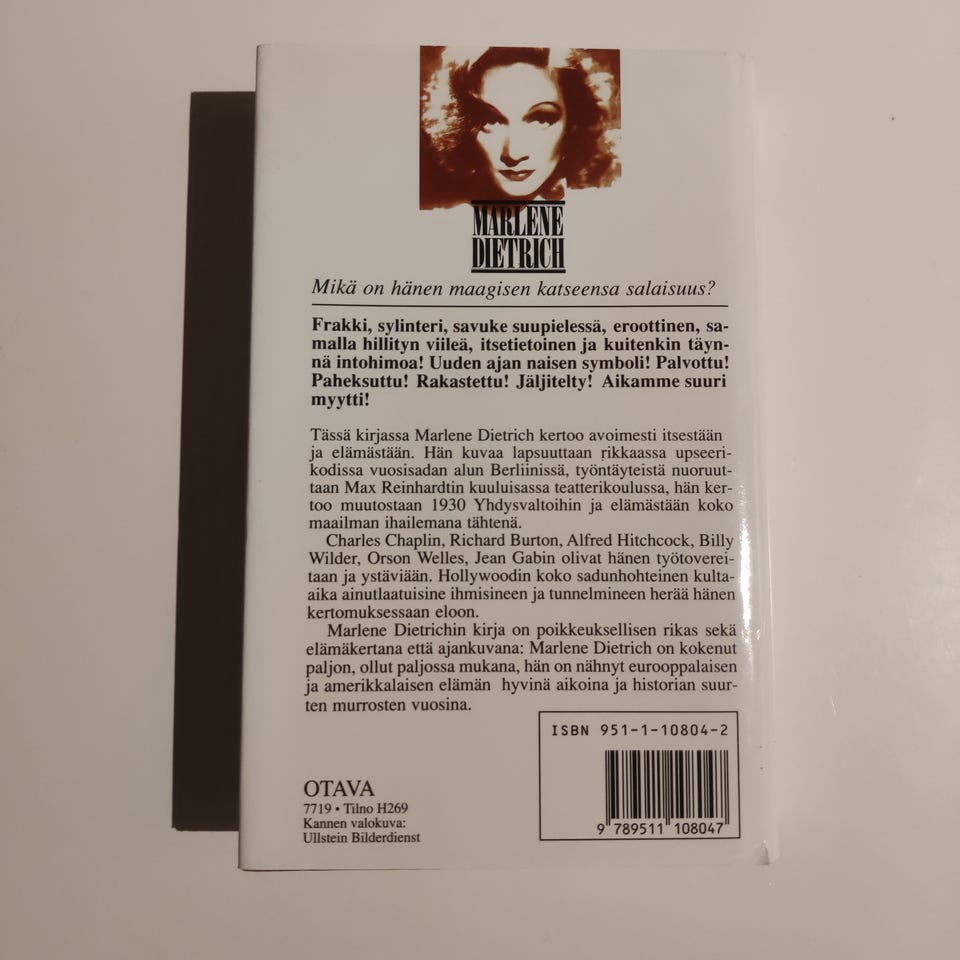 MARLENE
DIETRICH
Mikä on hänen maagisen katseensa salaisuus?
Frakki, sylinteri, savuke suupielessä, eroottinen, sa-
malla hillityn viileä, itsetietoinen ja kuitenkin täyn-
nä intohimoa! Uuden ajan naisen symboli! Palvottu!
Paheksuttu! Rakastettu! Jäljitelty! Aikamme suuri
myytti!
Tässä kirjassa Marlene Dietrich kertoo avoimesti itsestään
ja elämästään. Hän kuvaa lapsuuttaan rikkaassa upseeri-
kodissa vuosisadan alun Berliinissä, työntäyteistä nuoruut-
taan Max Reinhardtin kuuluisassa teatterikoulussa, hän ker-
too muutostaan 1930 Yhdysvaltoihin ja elämästään koko
maailman ihailemana tähtenä.
Charles Chaplin, Richard Burton, Alfred Hitchcock, Billy
Wilder, Orson Welles, Jean Gabin olivat hänen työtoverei-
taan ja ystäviään. Hollywoodin koko sadunhohteinen kulta-
aika ainutlaatuisine ihmisineen ja tunnelmineen herää hänen
kertomuksessaan eloon.
Marlene Dietrichin kirja on poikkeuksellisen rikas sekä
elämäkertana että ajankuvana: Marlene Dietrich on kokenut
paljon, ollut paljossa mukana, hän on nähnyt eurooppalaisen
ja amerikkalaisen elämän hyvinä aikoina ja historian suur-
ten murrosten vuosina.
ISBN 951-1-10804-2
OTAVA
7719 • Tilno H269
Kannen valokuva:
Ullstein Bilderdienst
9 789511 108047